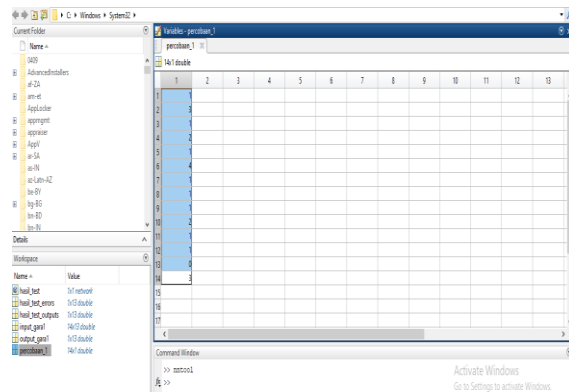 C: ▸ Windows ▸ System32 ▸
Current Folder
Name
0409
AdvancedInstallers
af-ZA
am-et
AppLocker
appmgmt
appraiser
AppV
ar-SA
as-IN
az-Latn-AZ
be-BY
bg-BG
bn-BD
bn-IN
Details
Workspace
Name Value
hasil_test 1x1 network
hasil_test_errors 1x13 double
hasil_test_outputs 1x13 double
input_gara1 14x13 double
output_gara1 1x13 double
percobaan_1 14x1 double
Variables - percobaan_1
percobaan_1
14x1 double
1 2 3 4 5 6 7 8 9 10 11 12 13
1 1
2 3
3 1
4 2
5 1
6 4
7 1
8 1
9 1
10 2
11 1
12 1
13 0
14 3
15
16
17
Command Window
>> nntool
fx >>
Activate Windows
Go to Settings to activate Windows.